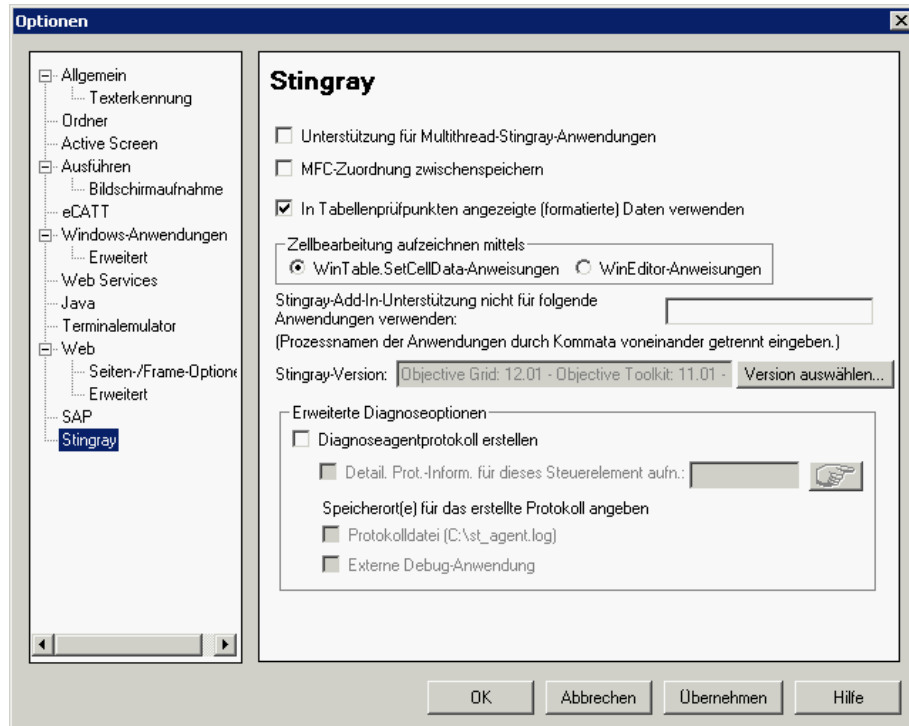 Optionen
Allgemein
Texterkennung
Ordner
Active Screen
Ausführen
Bildschirmaufnahme
eCATT
Windows-Anwendungen
Erweitert
Web Services
Java
Terminalemulator
Web
Seiten-/Frame-Optione
Erweitert
SAP
Stingray
Stingray
Unterstützung für Multithread-Stingray-Anwendungen
MFC-Zuordnung zwischenspeichern
In Tabellenprüfpunkten angezeigte (formatierte) Daten verwenden
Zellbearbeitung aufzeichnen mittels
WinTable.SetCellData-Anweisungen WinEditor-Anweisungen
Stingray-Add-In-Unterstützung nicht für folgende
Anwendungen verwenden:
(Prozessnamen der Anwendungen durch Kommata voneinander getrennt eingeben.)
Stingray-Version: Objective Grid: 12.01 - Objective Toolkit: 11.01 - Version auswählen...
Erweiterte Diagnoseoptionen
Diagnoseagentprotokoll erstellen
Detail. Prot.-Inform. für dieses Steuerelement aufn.:
Speicherort(e) für das erstellte Protokoll angeben
Protokolldatei (C:\st_agent.log)
Externe Debug-Anwendung
OK Abbrechen Übernehmen Hilfe